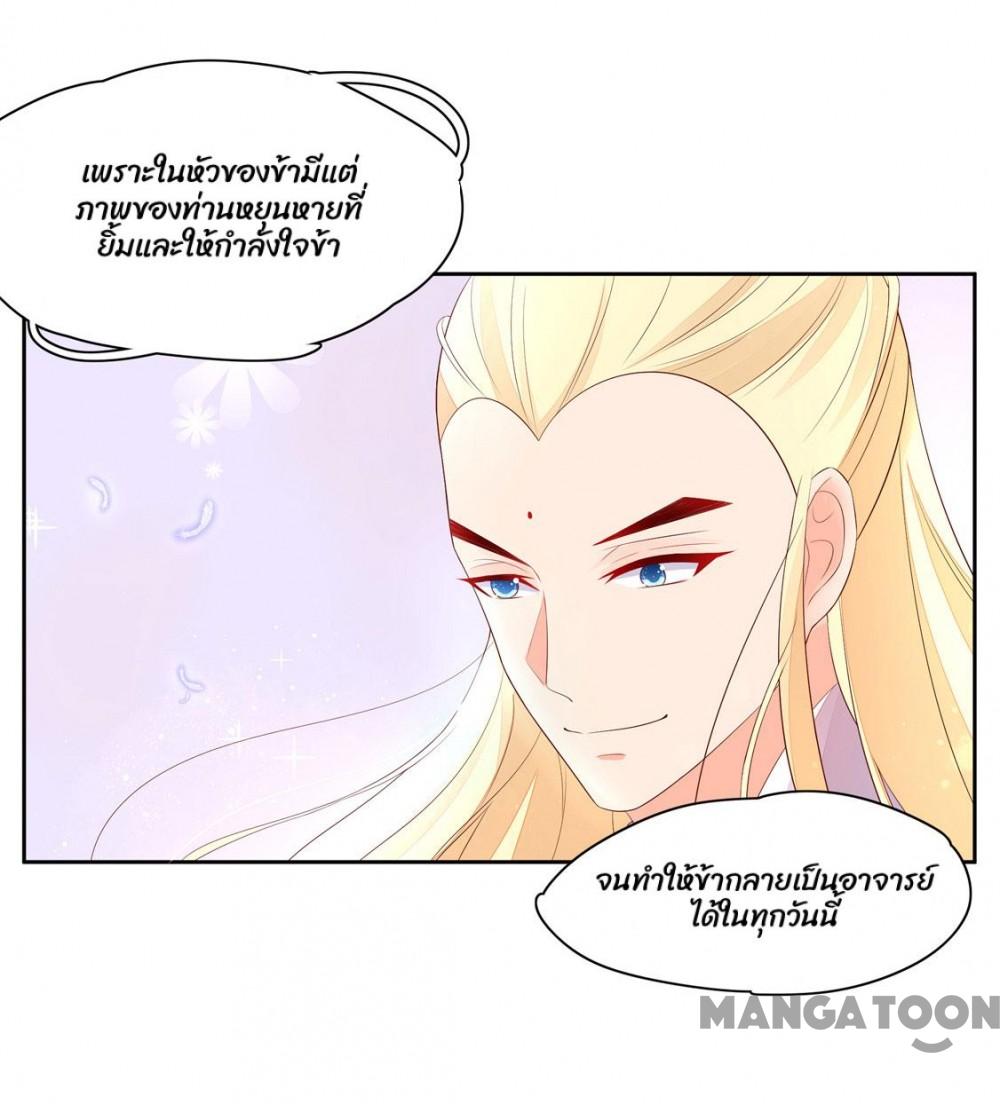 เพราะในหัวของข้ามีแต่
ภาพของท่านหยุนหายที่
ยิ้มและให้กำลังใจข้า
จนทำให้ข้ากลายเป็นอาจารย์
ได้ในทุกวันนี้
MANGATOON